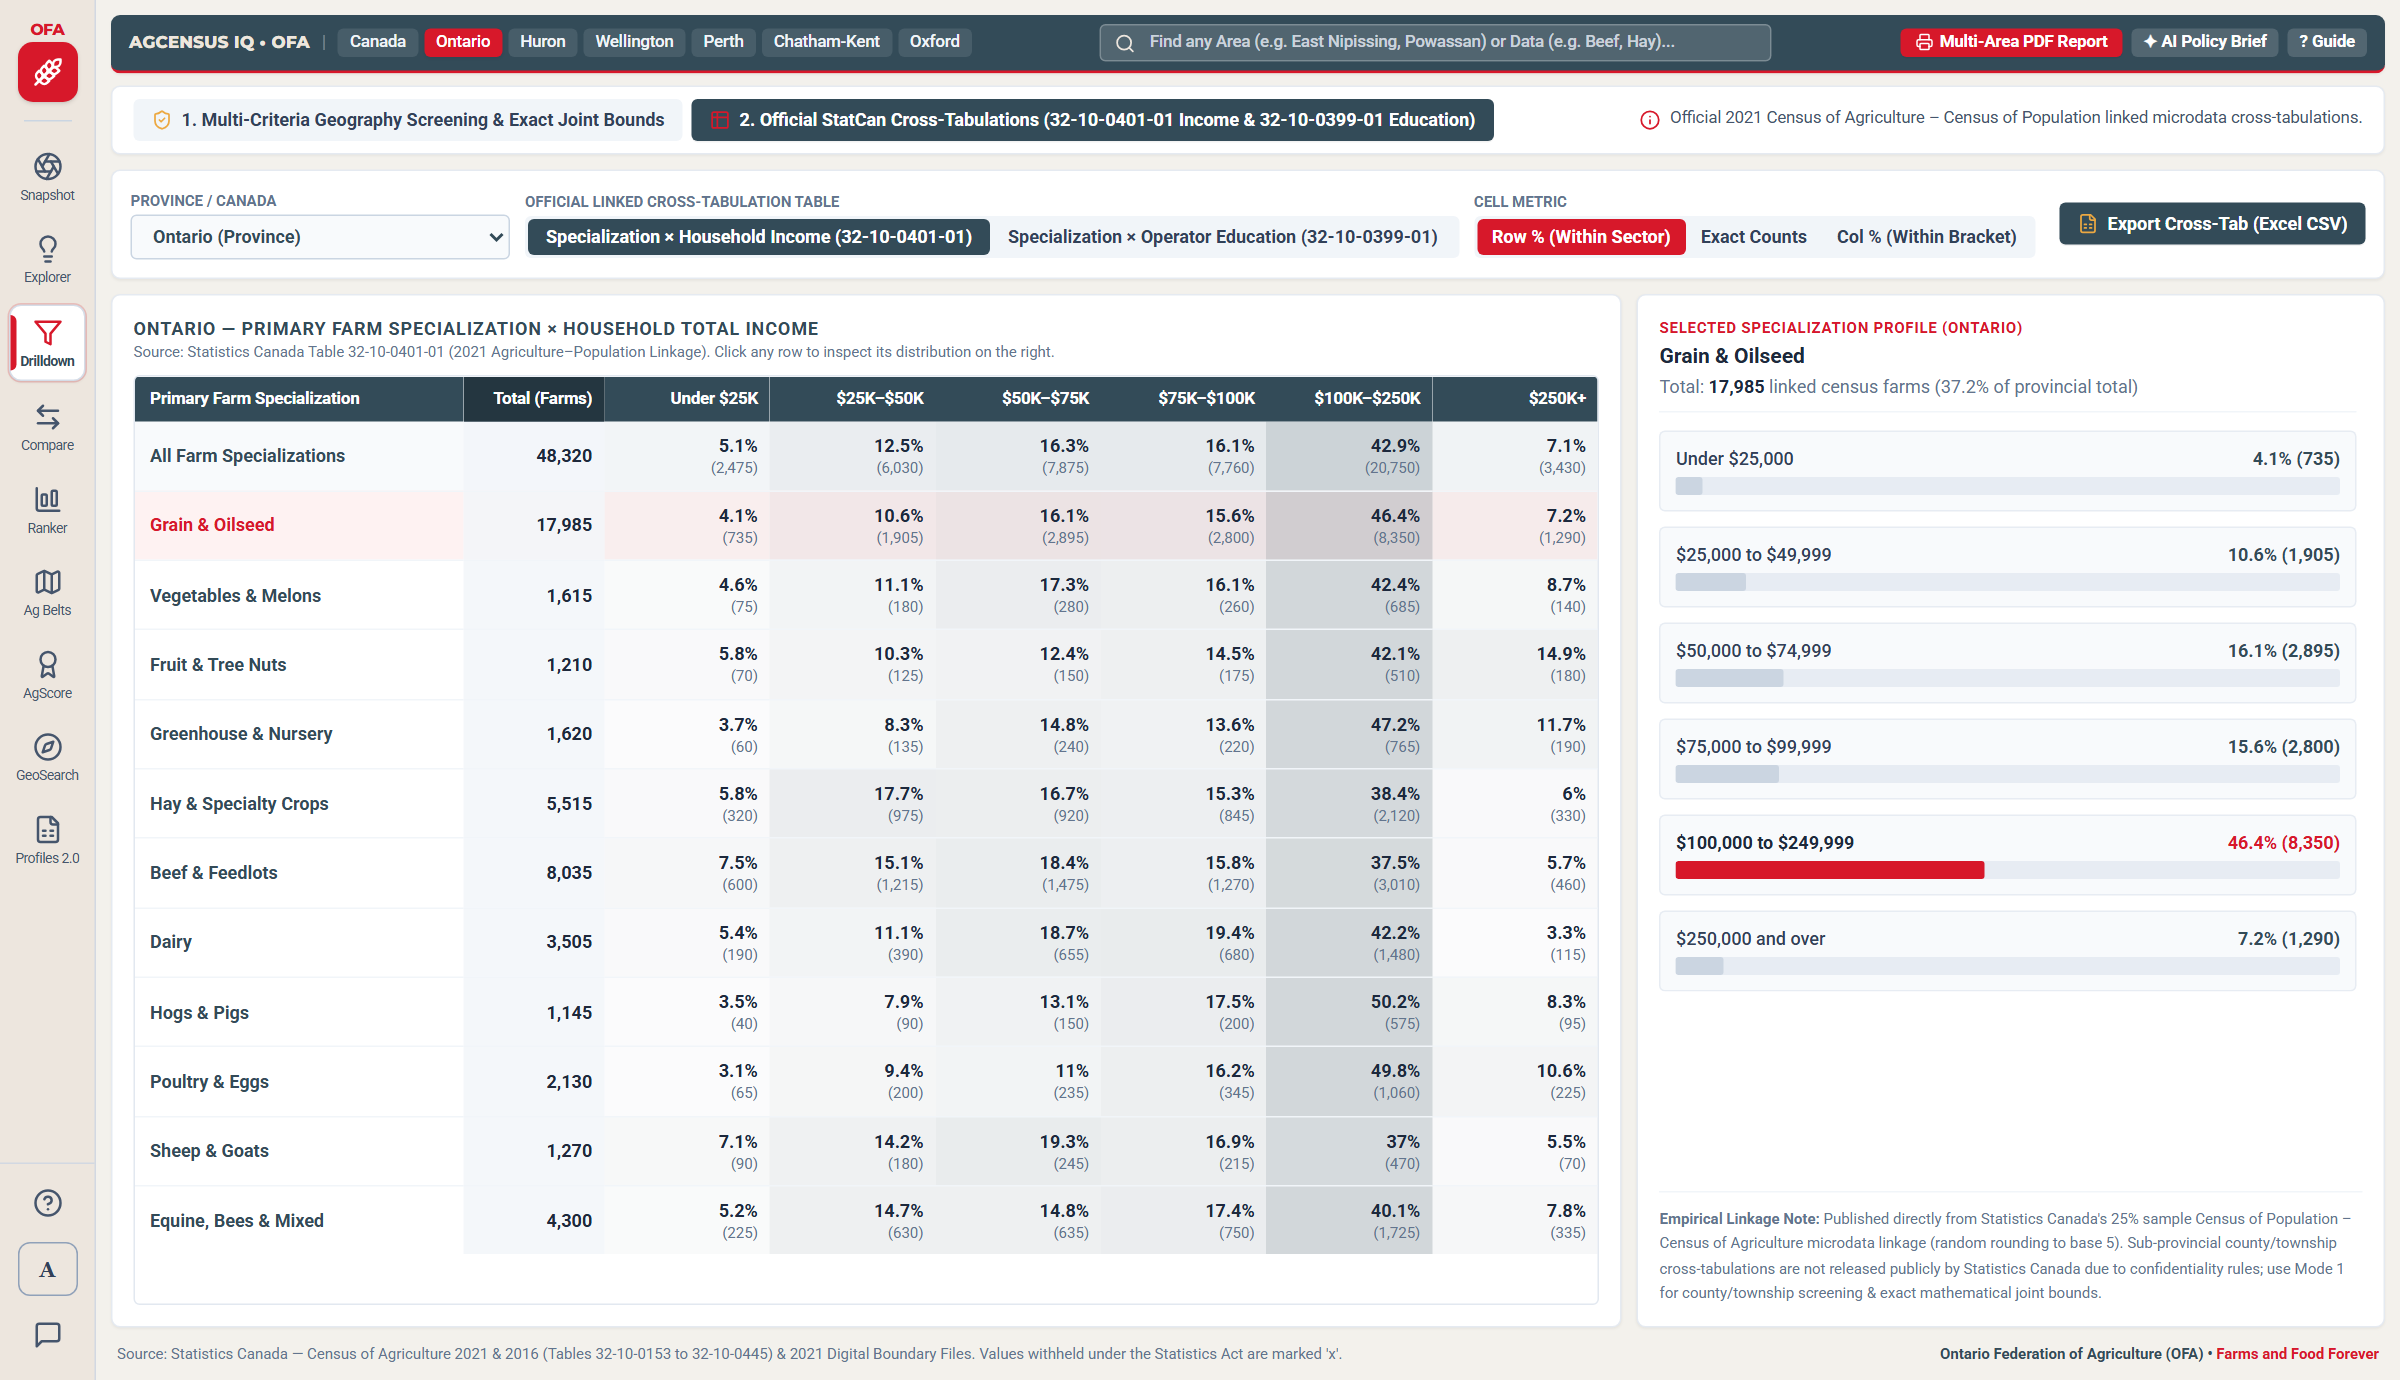 OFA
Snapshot
Explorer
Drilldown
Compare
Ranker
Ag Belts
AgScore
GeoSearch
Profiles 2.0
A
AGCENSUS IQ • OFA | Canada Ontario Huron Wellington Perth Chatham-Kent Oxford
Find any Area (e.g. East Nipissing, Powassan) or Data (e.g. Beef, Hay)...
Multi-Area PDF Report ✦ AI Policy Brief ? Guide
1. Multi-Criteria Geography Screening & Exact Joint Bounds
2. Official StatCan Cross-Tabulations (32-10-0401-01 Income & 32-10-0399-01 Education)
Official 2021 Census of Agriculture – Census of Population linked microdata cross-tabulations.
PROVINCE / CANADA
Ontario (Province)
OFFICIAL LINKED CROSS-TABULATION TABLE
Specialization × Household Income (32-10-0401-01) Specialization × Operator Education (32-10-0399-01)
CELL METRIC
Row % (Within Sector) Exact Counts Col % (Within Bracket)
Export Cross-Tab (Excel CSV)
ONTARIO — PRIMARY FARM SPECIALIZATION × HOUSEHOLD TOTAL INCOME
Source: Statistics Canada Table 32-10-0401-01 (2021 Agriculture–Population Linkage). Click any row to inspect its distribution on the right.
Primary Farm Specialization Total (Farms) Under $25K $25K–$50K $50K–$75K $75K–$100K $100K–$250K $250K+
All Farm Specializations 48,320 5.1% 12.5% 16.3% 16.1% 42.9% 7.1%
(2,475) (6,030) (7,875) (7,760) (20,750) (3,430)
Grain & Oilseed 17,985 4.1% 10.6% 16.1% 15.6% 46.4% 7.2%
(735) (1,905) (2,895) (2,800) (8,350) (1,290)
Vegetables & Melons 1,615 4.6% 11.1% 17.3% 16.1% 42.4% 8.7%
(75) (180) (280) (260) (685) (140)
Fruit & Tree Nuts 1,210 5.8% 10.3% 12.4% 14.5% 42.1% 14.9%
(70) (125) (150) (175) (510) (180)
Greenhouse & Nursery 1,620 3.7% 8.3% 14.8% 13.6% 47.2% 11.7%
(60) (135) (240) (220) (765) (190)
Hay & Specialty Crops 5,515 5.8% 17.7% 16.7% 15.3% 38.4% 6%
(320) (975) (920) (845) (2,120) (330)
Beef & Feedlots 8,035 7.5% 15.1% 18.4% 15.8% 37.5% 5.7%
(600) (1,215) (1,475) (1,270) (3,010) (460)
Dairy 3,505 5.4% 11.1% 18.7% 19.4% 42.2% 3.3%
(190) (390) (655) (680) (1,480) (115)
Hogs & Pigs 1,145 3.5% 7.9% 13.1% 17.5% 50.2% 8.3%
(40) (90) (150) (200) (575) (95)
Poultry & Eggs 2,130 3.1% 9.4% 11% 16.2% 49.8% 10.6%
(65) (200) (235) (345) (1,060) (225)
Sheep & Goats 1,270 7.1% 14.2% 19.3% 16.9% 37% 5.5%
(90) (180) (245) (215) (470) (70)
Equine, Bees & Mixed 4,300 5.2% 14.7% 14.8% 17.4% 40.1% 7.8%
(225) (630) (635) (750) (1,725) (335)
SELECTED SPECIALIZATION PROFILE (ONTARIO)
Grain & Oilseed
Total: 17,985 linked census farms (37.2% of provincial total)
Under $25,000 4.1% (735)
$25,000 to $49,999 10.6% (1,905)
$50,000 to $74,999 16.1% (2,895)
$75,000 to $99,999 15.6% (2,800)
$100,000 to $249,999 46.4% (8,350)
$250,000 and over 7.2% (1,290)
Empirical Linkage Note: Published directly from Statistics Canada's 25% sample Census of Population –
Census of Agriculture microdata linkage (random rounding to base 5). Sub-provincial county/township
cross-tabulations are not released publicly by Statistics Canada due to confidentiality rules; use Mode 1
for county/township screening & exact mathematical joint bounds.
Source: Statistics Canada — Census of Agriculture 2021 & 2016 (Tables 32-10-0153 to 32-10-0445) & 2021 Digital Boundary Files. Values withheld under the Statistics Act are marked 'x'.
Ontario Federation of Agriculture (OFA) • Farms and Food Forever